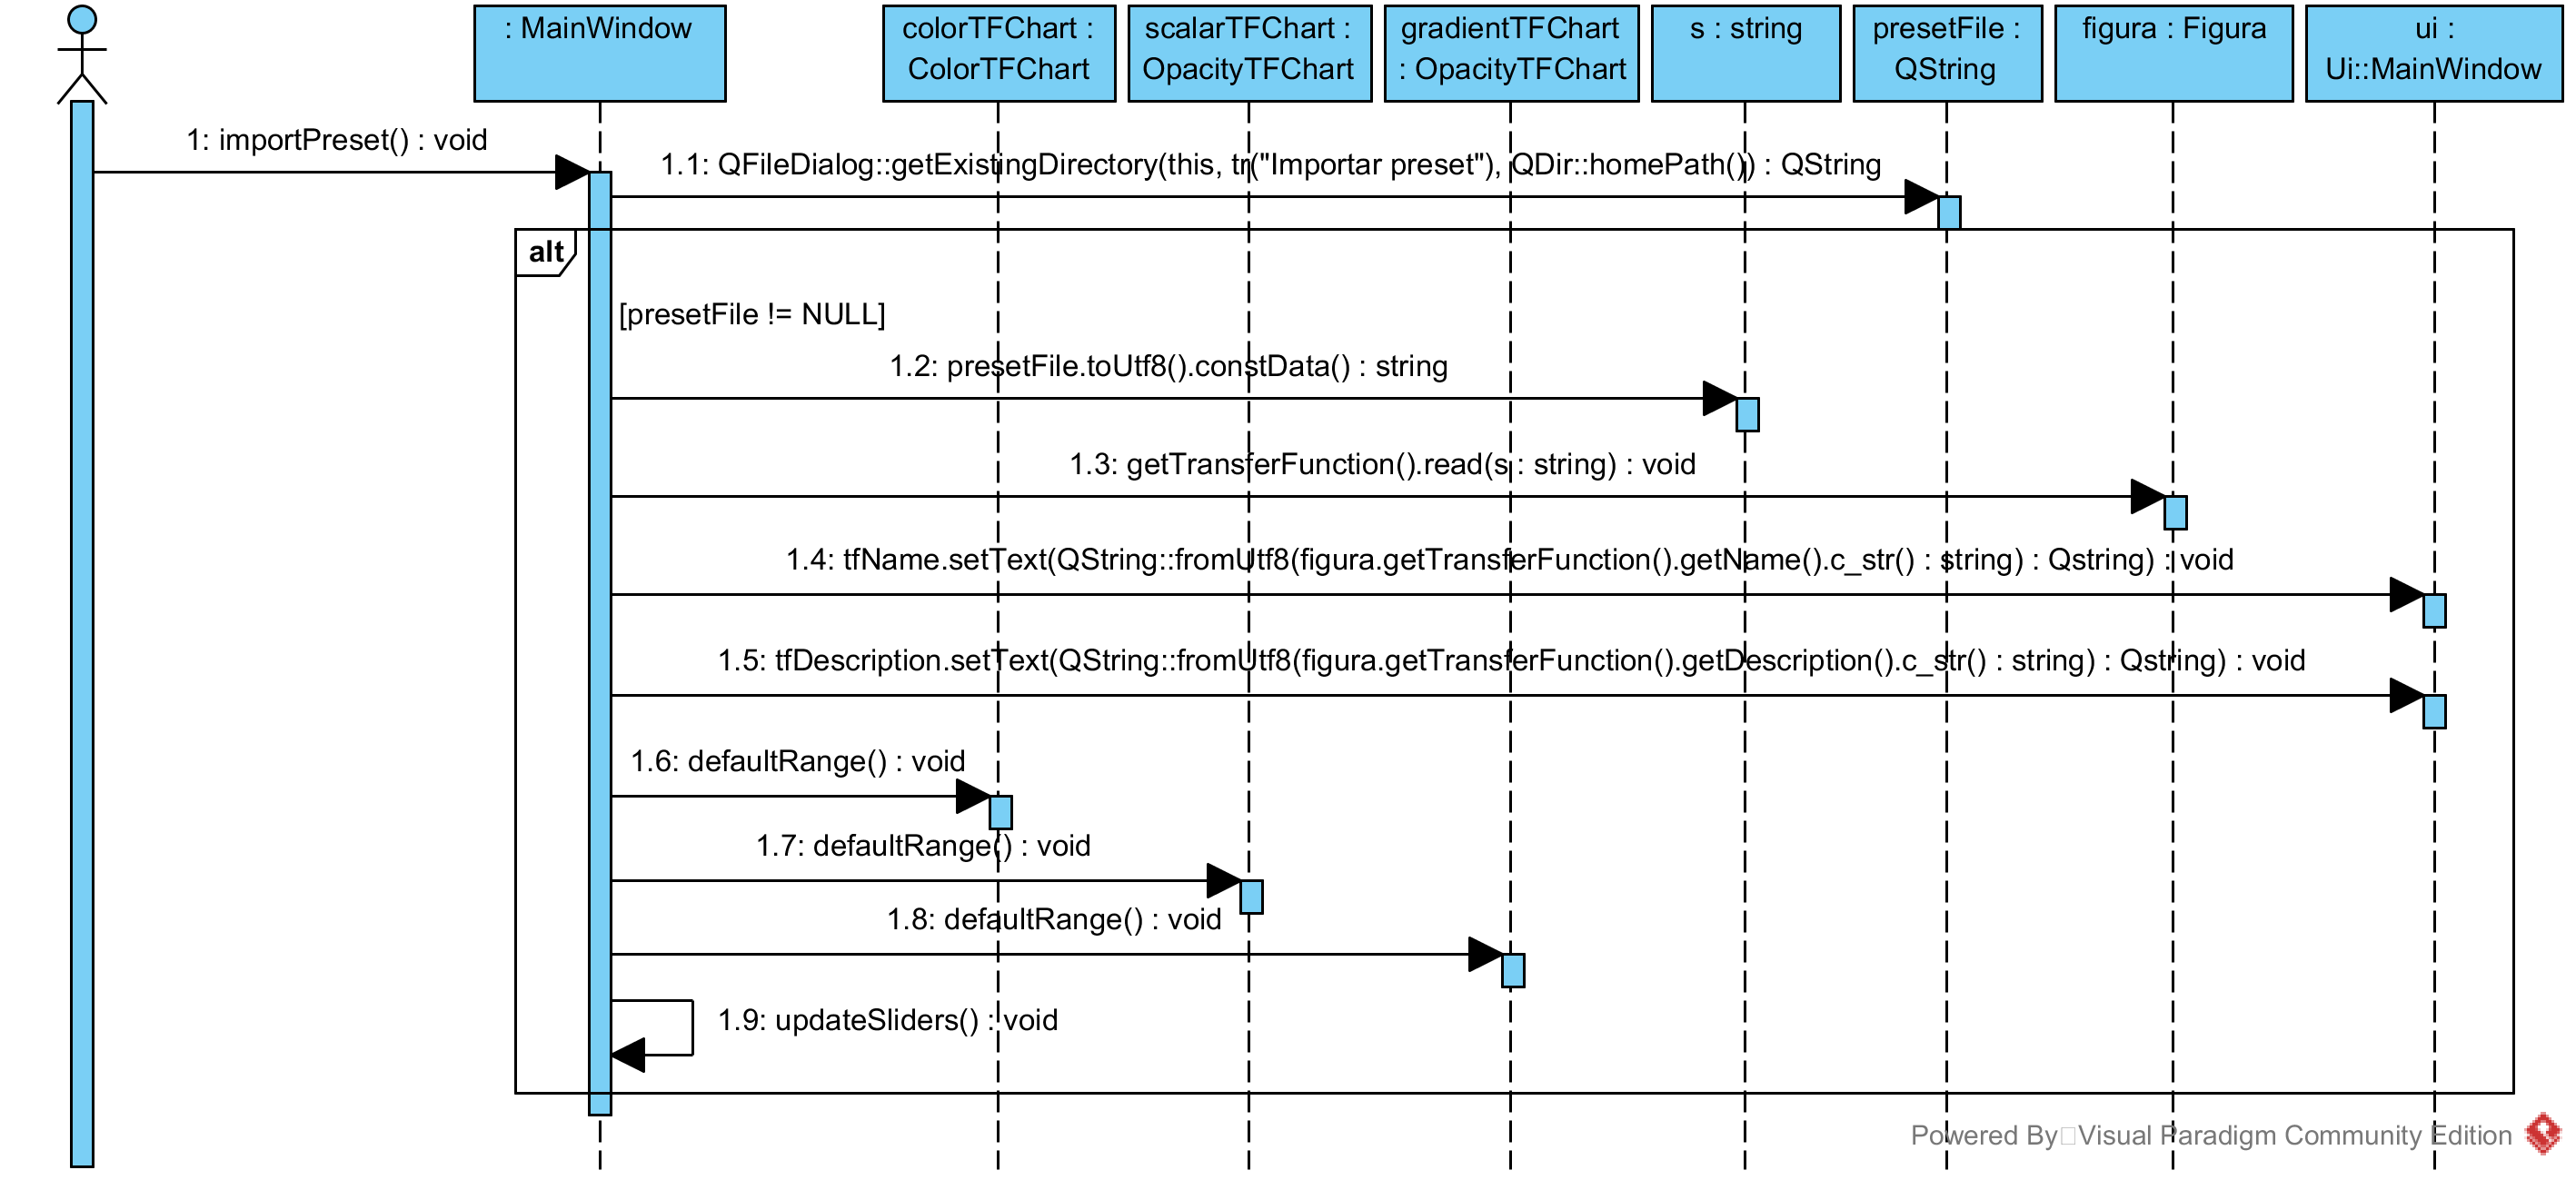 : MainWindow
colorTFChart :
ColorTFChart
scalarTFChart :
OpacityTFChart
gradientTFChart
: OpacityTFChart
s : string
presetFile :
QString
figura : Figura
ui :
Ui::MainWindow
1: importPreset() : void
1.1: QFileDialog::getExistingDirectory(this, tr("Importar preset"), QDir::homePath()) : QString
alt
[presetFile != NULL]
1.2: presetFile.toUtf8().constData() : string
1.3: getTransferFunction().read(s : string) : void
1.4: tfName.setText(QString::fromUtf8(figura.getTransferFunction().getName().c_str() : string) : Qstring) : void
1.5: tfDescription.setText(QString::fromUtf8(figura.getTransferFunction().getDescription().c_str() : string) : Qstring) : void
1.6: defaultRange() : void
1.7: defaultRange() : void
1.8: defaultRange() : void
1.9: updateSliders() : void
Powered By Visual Paradigm Community Edition